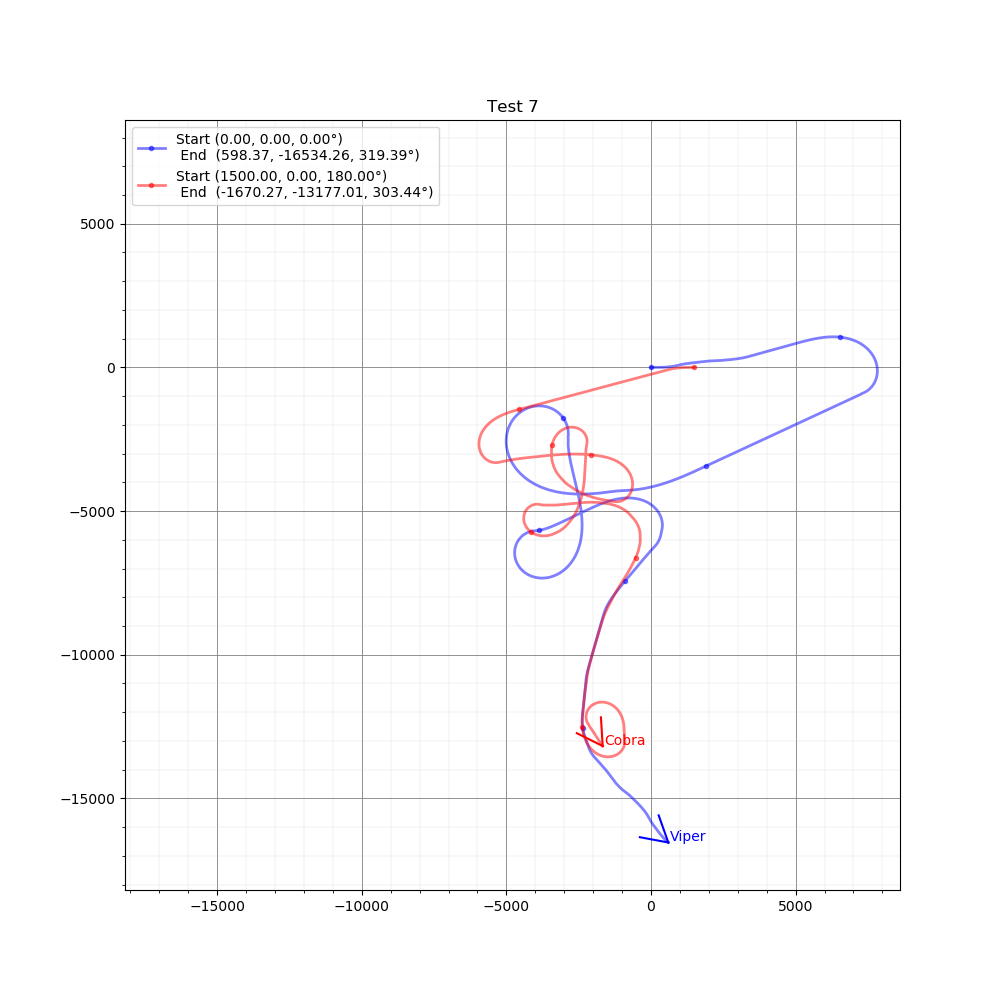 Test 7
Start (0.00, 0.00, 0.00°)
End (598.37, -16534.26, 319.39°)
Start (1500.00, 0.00, 180.00°)
End (-1670.27, -13177.01, 303.44°)
5000
0
−5000
−10000
−15000
Cobra
Viper
−15000 −10000 −5000 0 5000